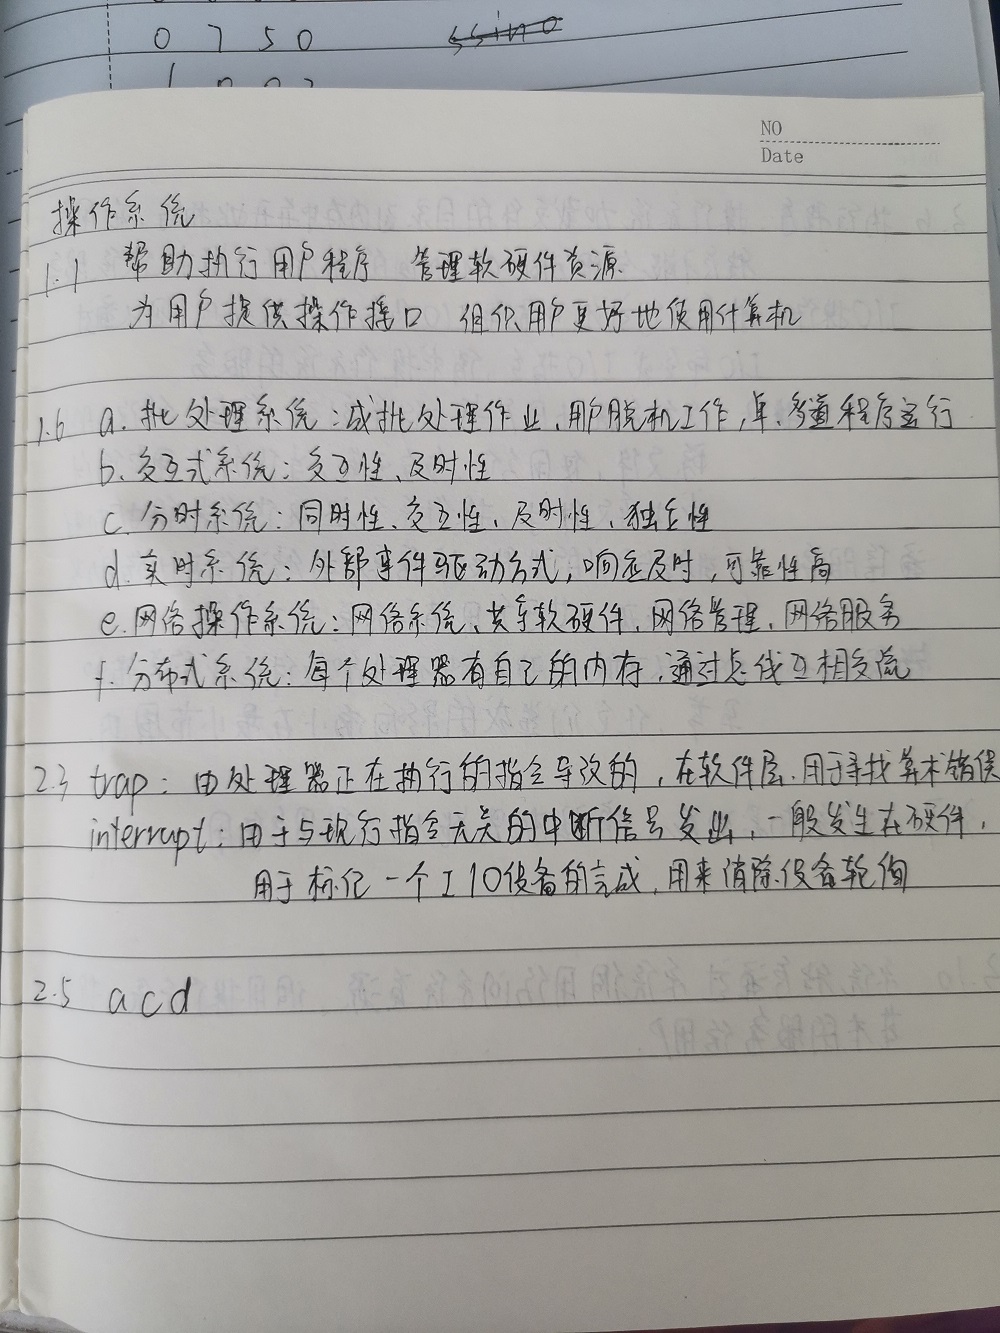 0 7 5 0
NO
Date
操作系统
1.1 帮助执行用户程序 管理软硬件资源
为用户提供操作接口 组织用户更好地使用计算机
1.6 a. 批处理系统：成批处理作业、用户脱机工作，单、多道程序运行
b. 交互式系统：交互性、及时性
c. 分时系统：同时性、交互性、及时性、独立性
d. 实时系统：外部事件驱动方式，响应及时，可靠性高
e. 网络操作系统：网络系统、共享软硬件、网络管理、网络服务
f. 分布式系统：每个处理器有自己的内存，通过总线互相交流
2.3 trap：由处理器正在执行的指令导致的，在软件层、用于寻找算术错误
interrupt：由于与现行指令无关的中断信号发出，一般发生在硬件，
用于标记一个I/O设备的完成，用来消除设备轮询
2.5 acd